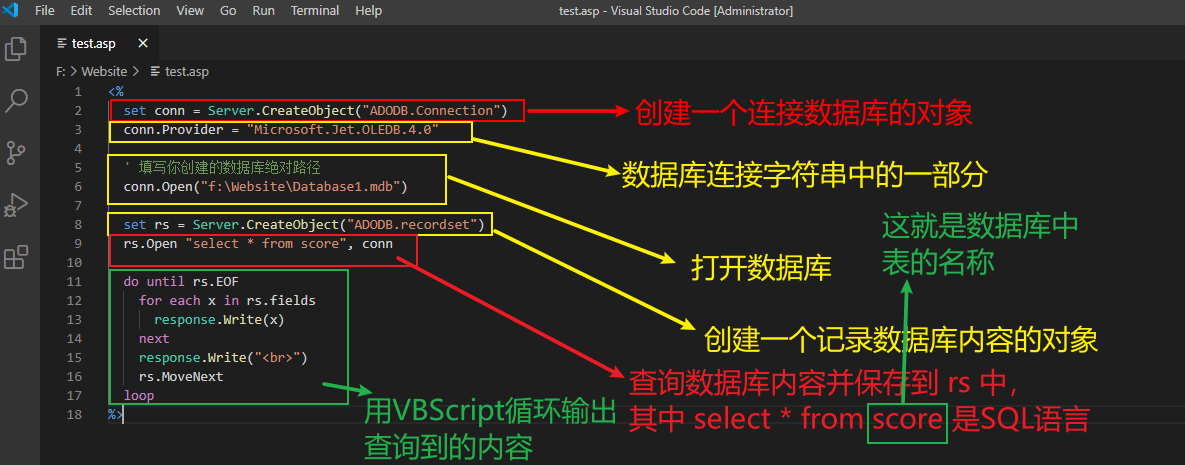 File Edit Selection View Go Run Terminal Help test.asp - Visual Studio Code [Administrator]
test.asp
F: > Website > test.asp
1 <%
2 set conn = Server.CreateObject("ADODB.Connection")
创建一个连接数据库的对象
3 conn.Provider = "Microsoft.Jet.OLEDB.4.0"
4
数据库连接字符串中的一部分
5 ' 填写你创建的数据库绝对路径
6 conn.Open("f:\Website\Database1.mdb")
7
8 set rs = Server.CreateObject("ADODB.recordset")
这就是数据库中
表的名称
9 rs.Open "select * from score", conn
10
打开数据库
11 do until rs.EOF
12 for each x in rs.fields
13 response.Write(x)
14 next
创建一个记录数据库内容的对象
15 response.Write("<br>")
16 rs.MoveNext
查询数据库内容并保存到 rs 中，
其中 select * from score 是SQL语言
17 loop
18 %>
用VBScript循环输出
查询到的内容